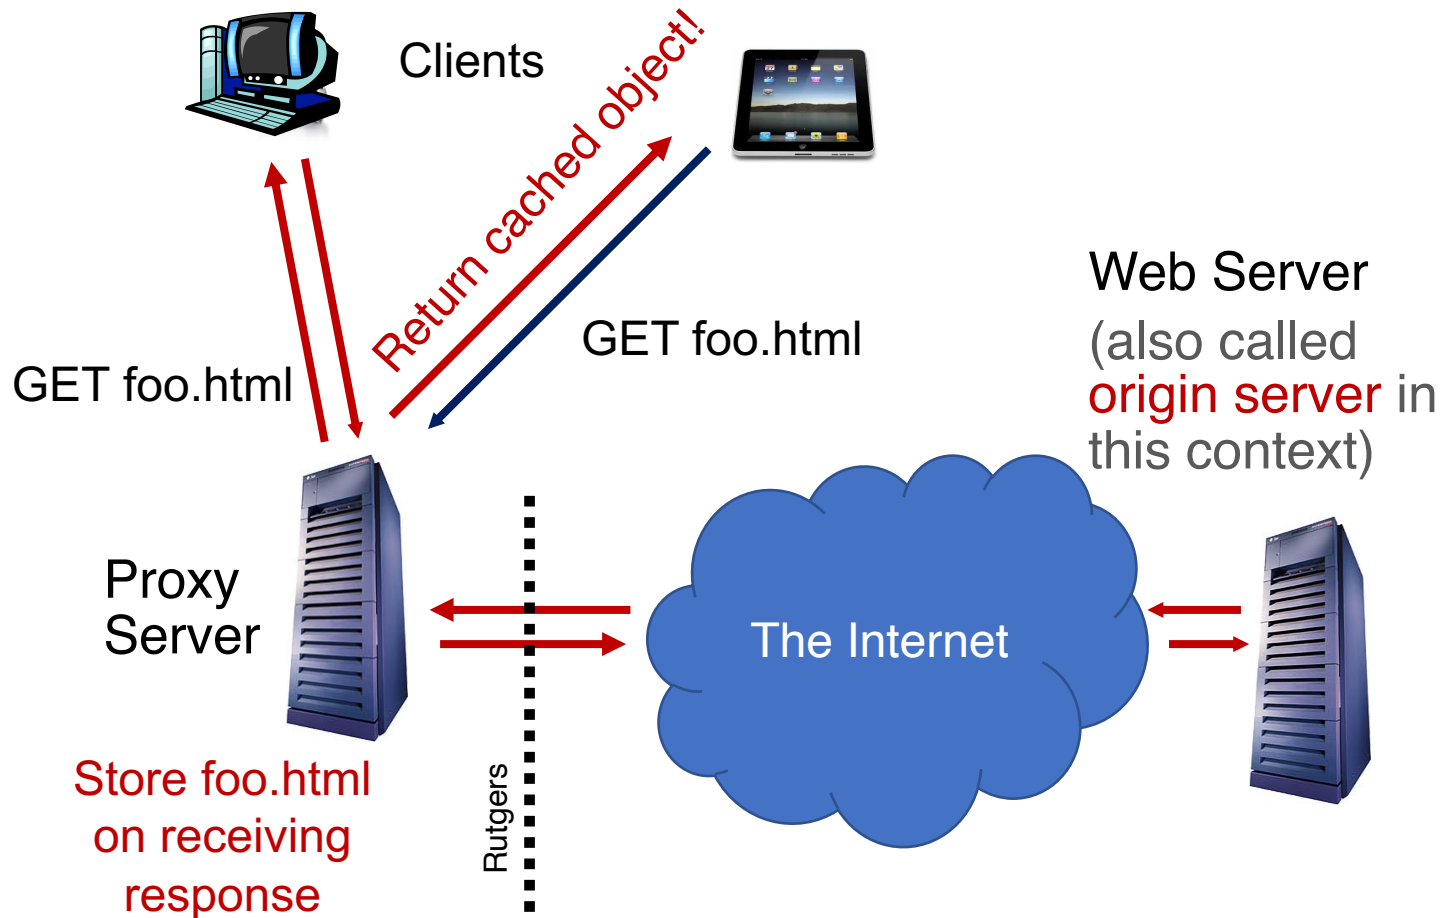 Clients
Return cached object!
Web Server
(also called
origin server in
this context)
GET foo.html
GET foo.html
Proxy
Server
The Internet
Store foo.html
on receiving
response
Rutgers